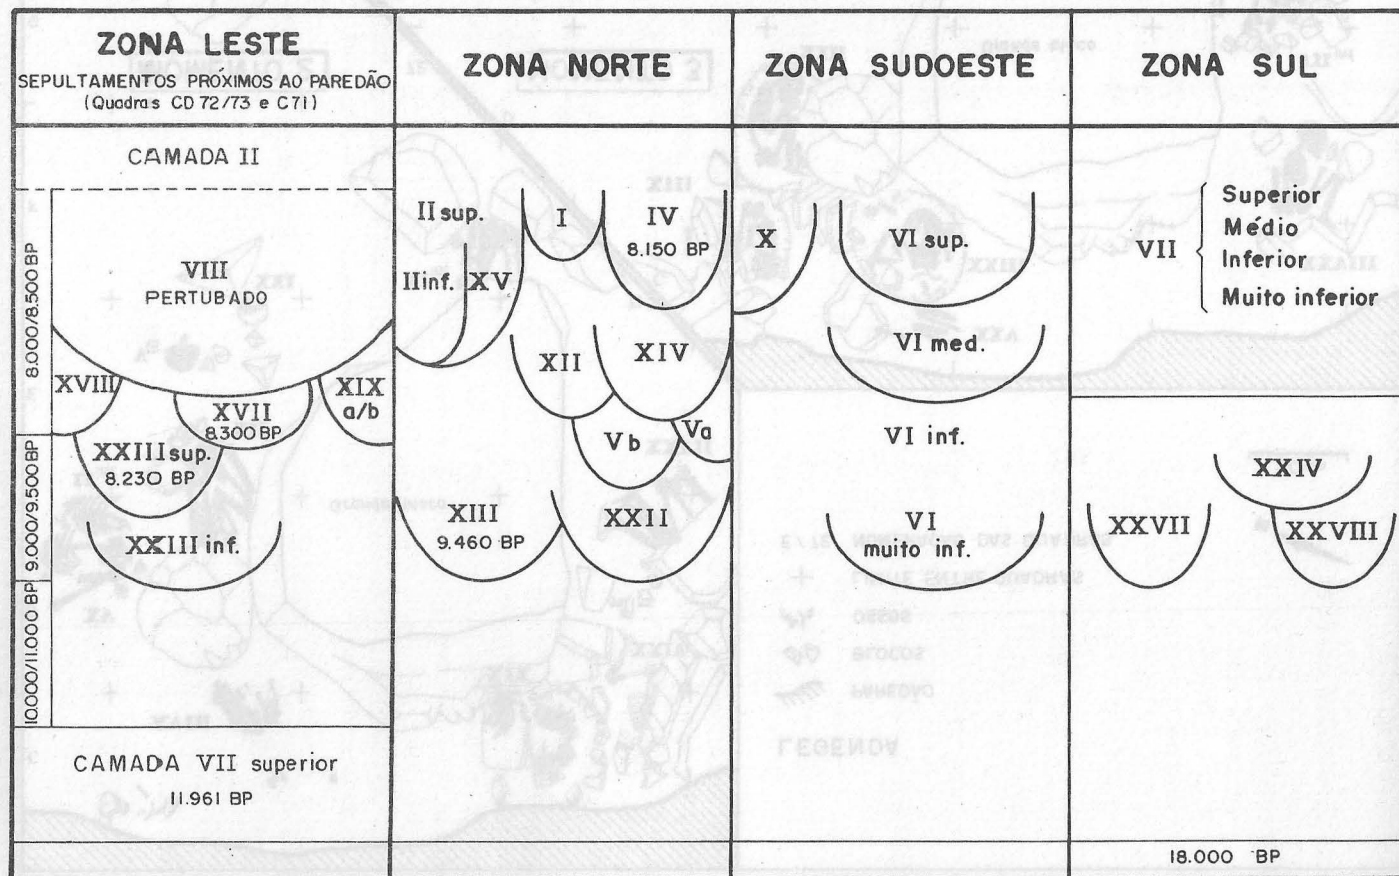 ZONA LESTE
SEPULTAMENTOS PRÓXIMOS AO PAREDÃO
(Quadras CD 72/73 e C71)
ZONA NORTE
ZONA SUDOESTE
ZONA SUL
CAMADA II
8.000/8.500 BP
9.000/9.500 BP
10.000/11.000 BP
VIII
PERTUBADO
XVIII
XVII
8.300 BP
XIX
a/b
XXIII sup.
8.230 BP
XXIII inf.
CAMADA VII superior
11.961 BP
II sup.
I
IV
8.150 BP
II inf.
XV
XII
XIV
Vb
Va
XIII
9.460 BP
XXII
X
VI sup.
VI med.
VI inf.
VI
muito inf.
VII
Superior
Médio
Inferior
Muito inferior
XXIV
XXVII
XXVIII
18.000 BP